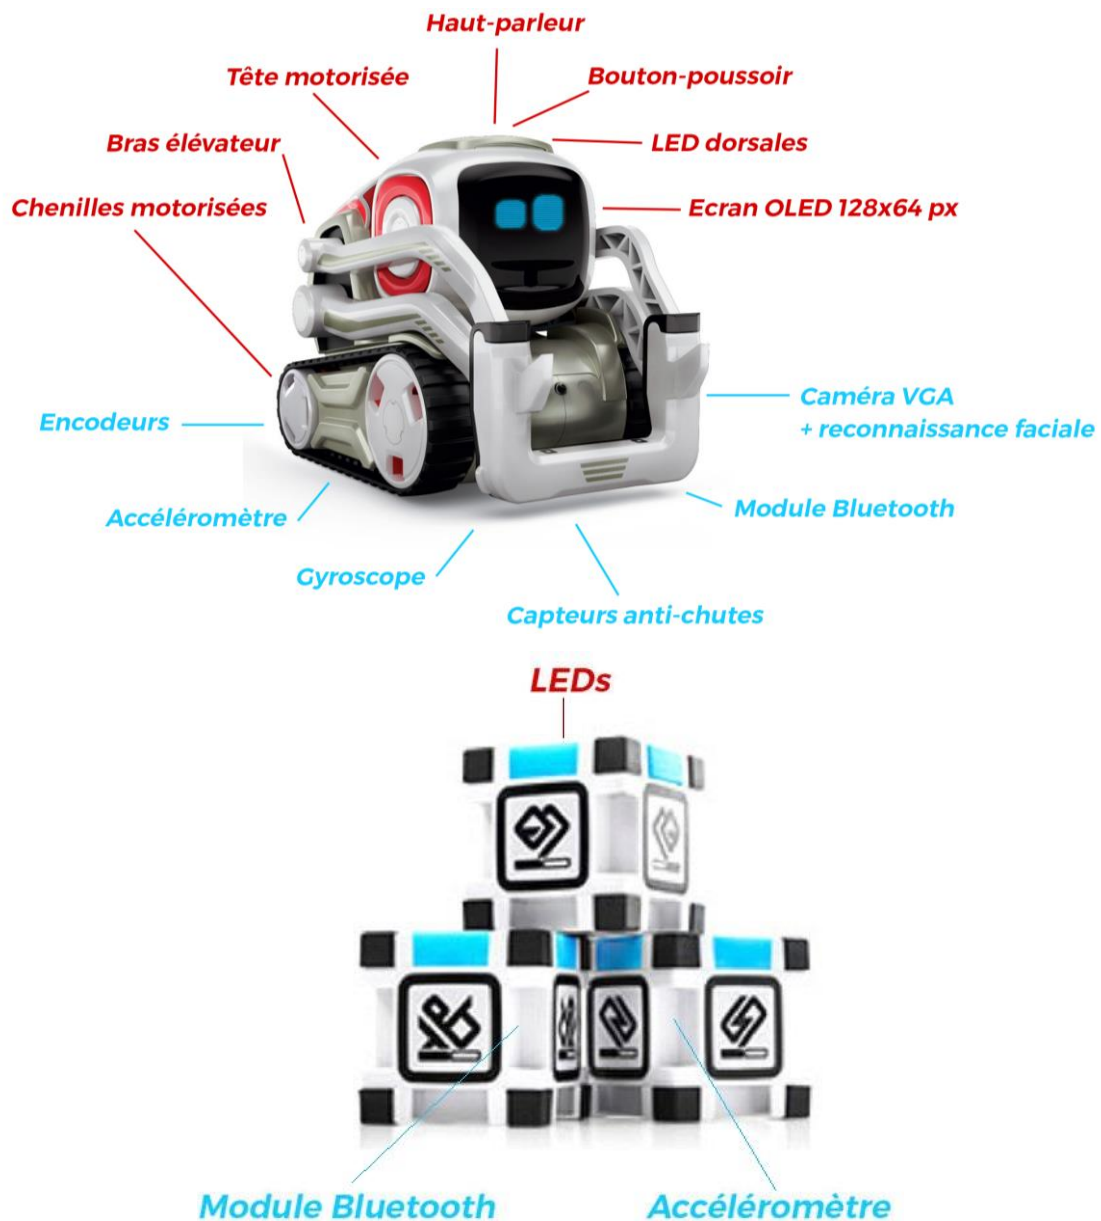 Haut-parleur
Tête motorisée
Bouton-poussoir
Bras élévateur
LED dorsales
Chenilles motorisées
Ecran OLED 128x64 px
Encodeurs
Caméra VGA
+ reconnaissance faciale
Accéléromètre
Module Bluetooth
Gyroscope
Capteurs anti-chutes
LEDs
Module Bluetooth
Accéléromètre